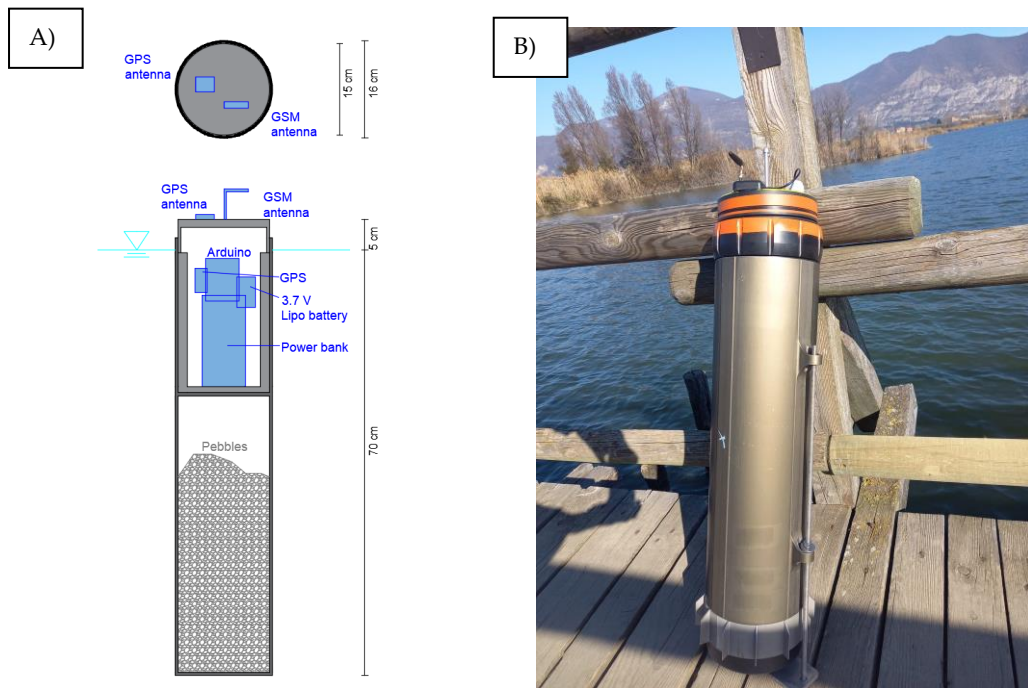 A)
GPS
antenna
GSM
antenna
15 cm
16 cm
GPS
antenna
GSM
antenna
5 cm
Arduino
GPS
3.7 V
Lipo battery
Power bank
70 cm
Pebbles
B)